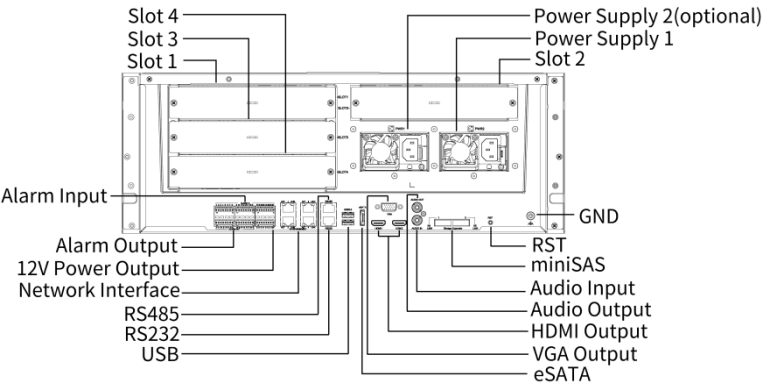 Slot 4
Slot 3
Slot 1
Power Supply 2(optional)
Power Supply 1
Slot 2
Alarm Input
Alarm Output
12V Power Output
Network Interface
RS485
RS232
USB
GND
RST
miniSAS
Audio Input
Audio Output
HDMI Output
VGA Output
eSATA